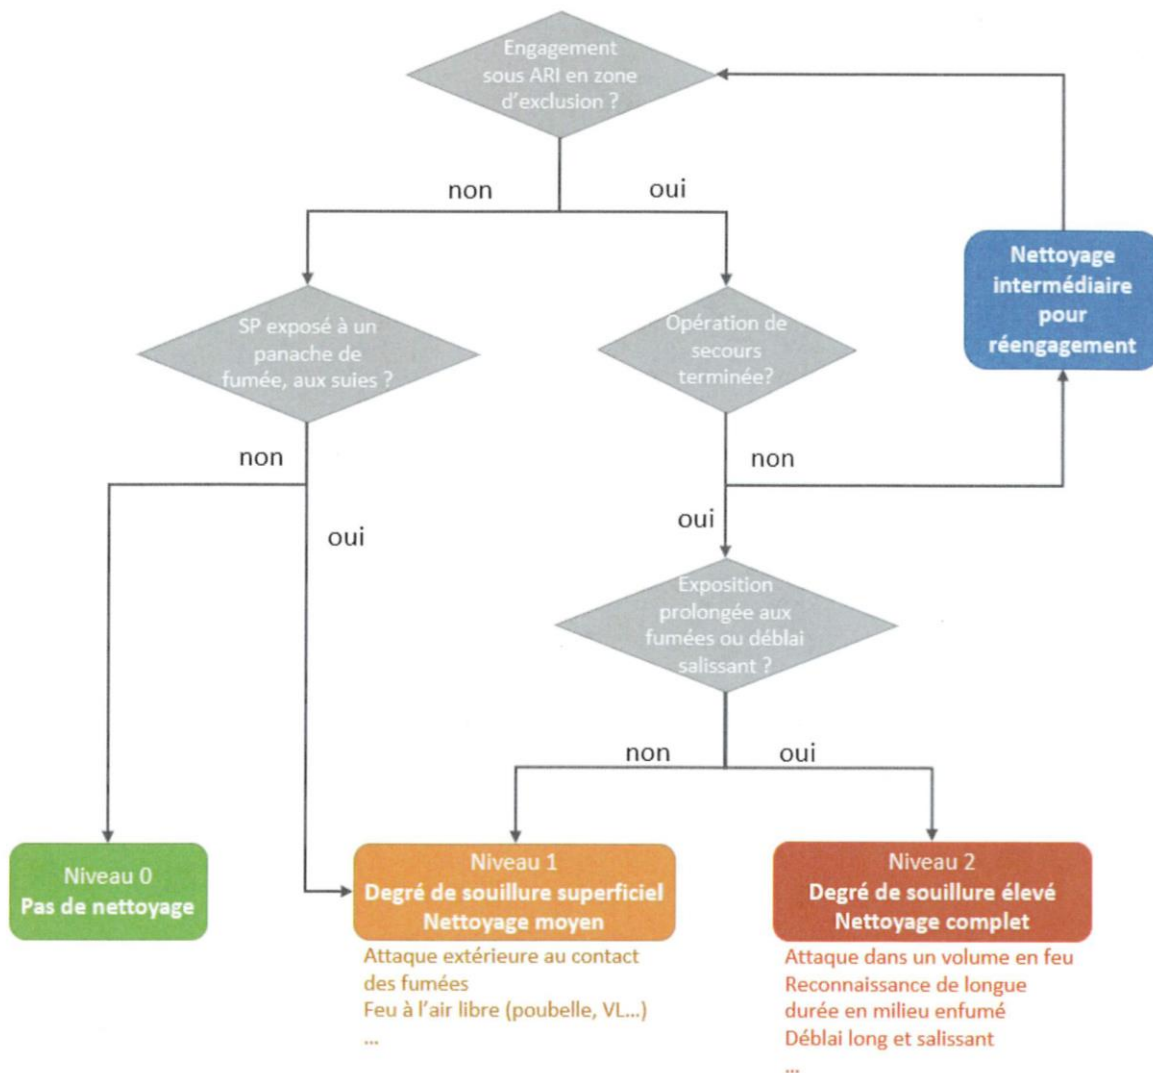 Engagement
sous ARI en zone
d'exclusion ?
non
oui
Nettoyage
intermédiaire
pour
réengagement
SP exposé à un
panache de
fumée, aux suies ?
Opération de
secours
terminée?
non
non
oui
oui
Exposition
prolongée aux
fumées ou déblai
salissant ?
non
oui
Niveau 0
Pas de nettoyage
Niveau 1
Degré de souillure superficiel
Nettoyage moyen
Niveau 2
Degré de souillure élevé
Nettoyage complet
Attaque extérieure au contact
des fumées
Feu à l'air libre (poubelle, VL...)
...
Attaque dans un volume en feu
Reconnaissance de longue
durée en milieu enfumé
Déblai long et salissant
...